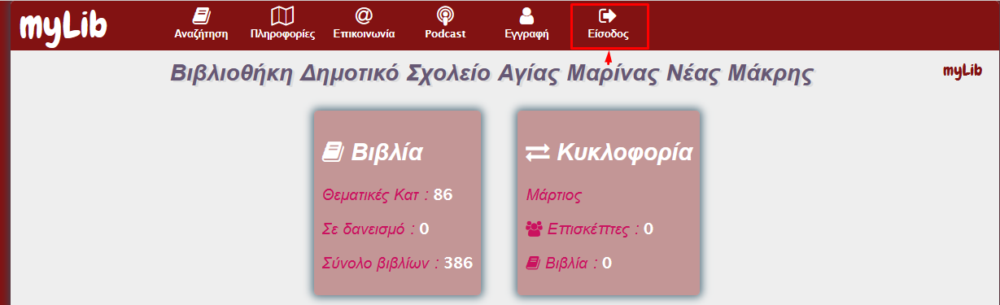 myLib
Αναζήτηση Πληροφορίες Επικοινωνία Podcast Εγγραφή Είσοδος
Βιβλιοθήκη Δημοτικό Σχολείο Αγίας Μαρίνας Νέας Μάκρης
myLib
Βιβλία
Θεματικές Κατ : 86
Σε δανεισμό : 0
Σύνολο βιβλίων : 386
Κυκλοφορία
Μάρτιος
Επισκέπτες : 0
Βιβλία : 0